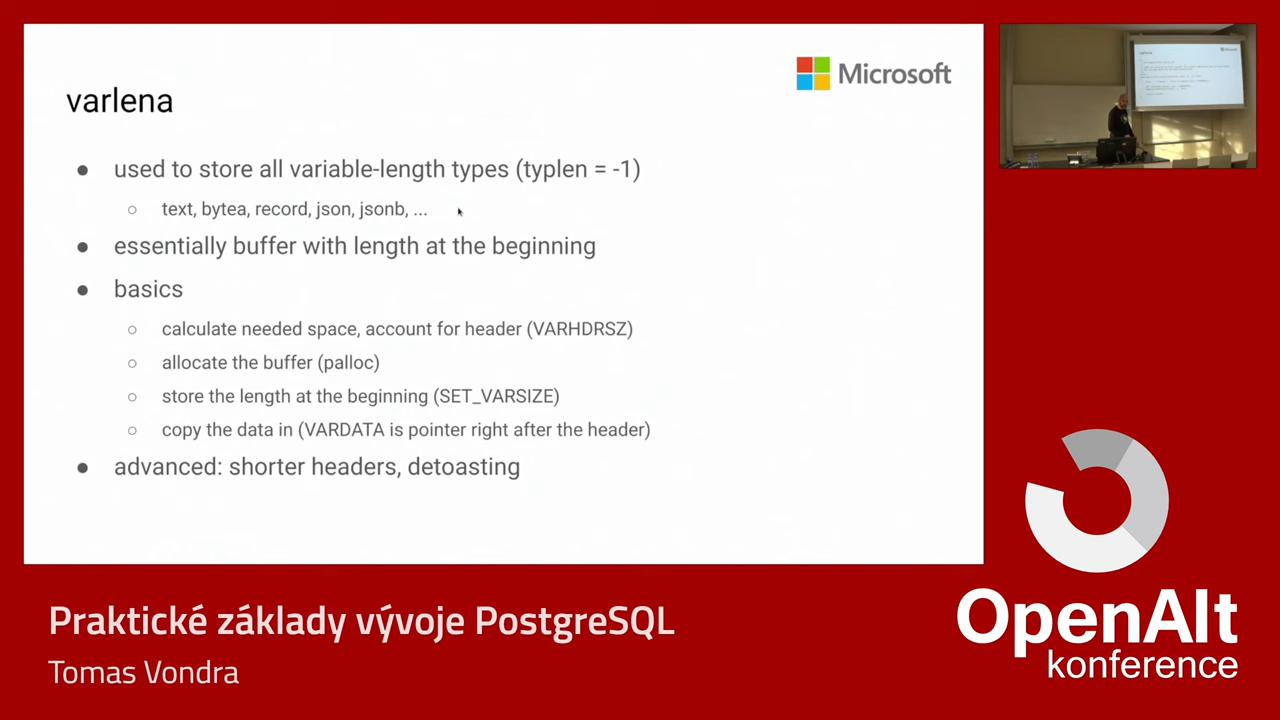 Microsoft
varlena
● used to store all variable-length types (typlen = -1)
○ text, bytea, record, json, jsonb, ...
● essentially buffer with length at the beginning
● basics
○ calculate needed space, account for header (VARHDRSZ)
○ allocate the buffer (palloc)
○ store the length at the beginning (SET_VARSIZE)
○ copy the data in (VARDATA is pointer right after the header)
● advanced: shorter headers, detoasting
Praktické základy vývoje PostgreSQL
Tomas Vondra
OpenAlt
konference